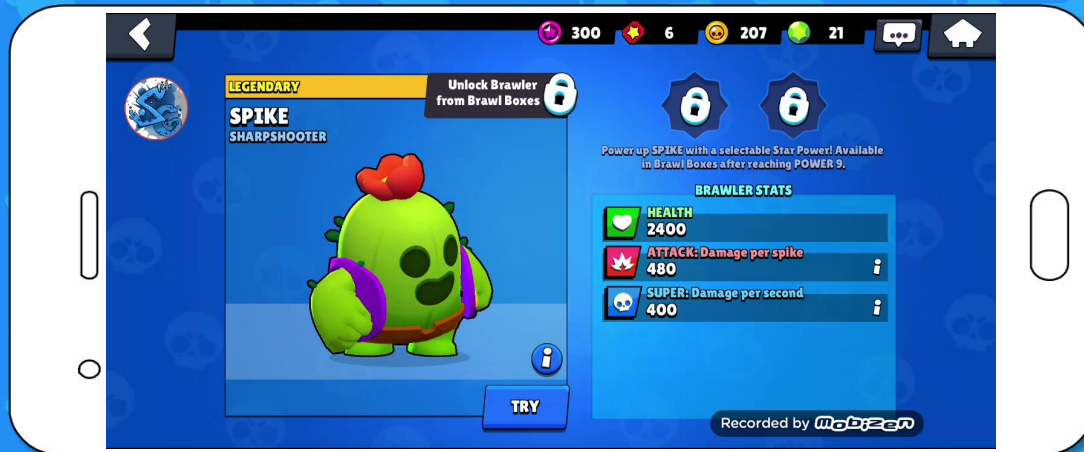 300 6 207 21
LEGENDARY
Unlock Brawler
from Brawl Boxes
SPIKE
SHARPSHOOTER
Power up SPIKE with a selectable Star Power! Available
in Brawl Boxes after reaching POWER 9.
BRAWLER STATS
HEALTH
2400
ATTACK: Damage per spike
480
i
SUPER: Damage per second
400
i
i
TRY
Recorded by mobizen